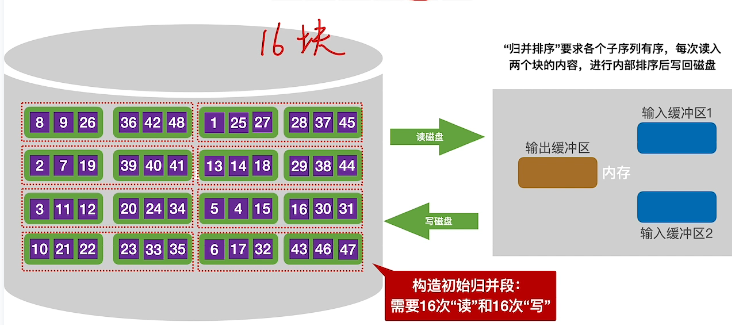 16块
“归并排序”要求各个子序列有序，每次读入
两个块的内容，进行内部排序后写回磁盘
8 9 26 36 42 48 1 25 27 28 37 45
2 7 19 39 40 41 13 14 18 29 38 44
3 11 12 20 24 34 5 4 15 16 30 31
10 21 22 23 33 35 6 17 32 43 46 47
读磁盘
写磁盘
输入缓冲区1
输出缓冲区
内存
输入缓冲区2
构造初始归并段：
需要16次“读”和16次“写”